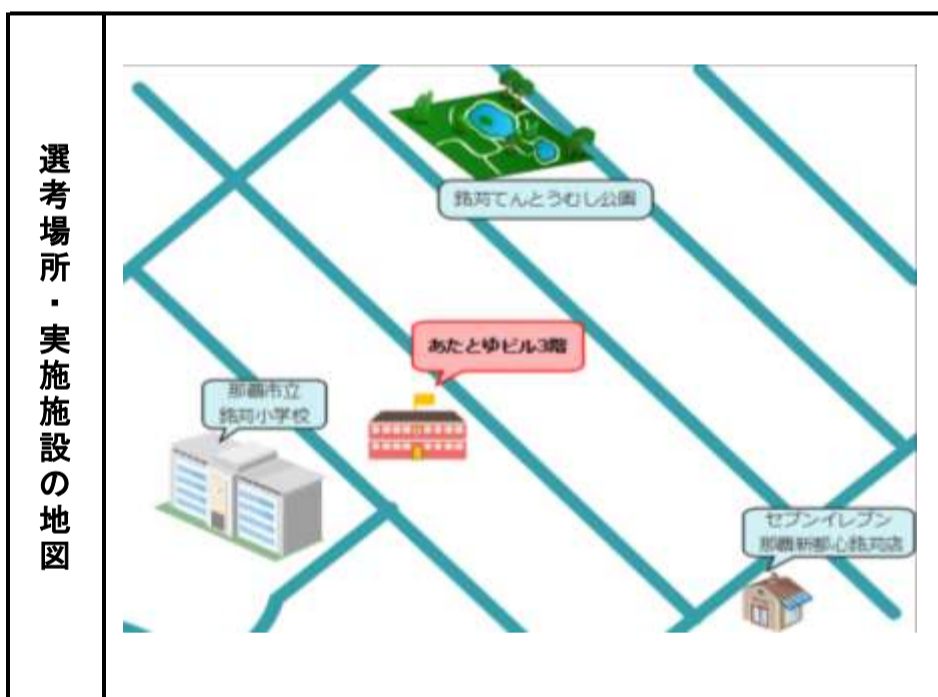 選考場所・実施施設の地図
銘苅てんとうむし公園
あたとゆビル3階
那覇市立
銘苅小学校
セブンイレブン
那覇新都心銘苅店